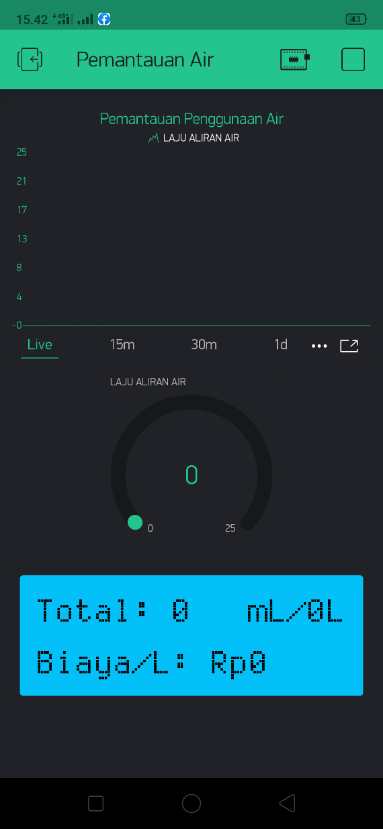 15.42
43
Pemantauan Air
Pemantauan Penggunaan Air
LAJU ALIRAN AIR
25
21
17
13
8
4
0
Live 15m 30m 1d
LAJU ALIRAN AIR
0
0 25
Total: 0 mL/0L
Biaya/L: Rp0